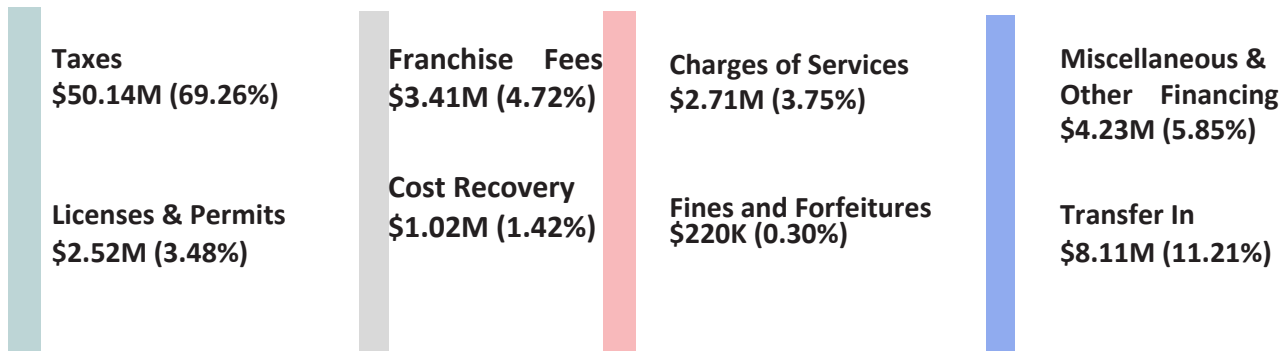 Taxes
$50.14M (69.26%)
Licenses & Permits
$2.52M (3.48%)
Franchise Fees
$3.41M (4.72%)
Cost Recovery
$1.02M (1.42%)
Charges of Services
$2.71M (3.75%)
Fines and Forfeitures
$220K (0.30%)
Miscellaneous &
Other Financing
$4.23M (5.85%)
Transfer In
$8.11M (11.21%)